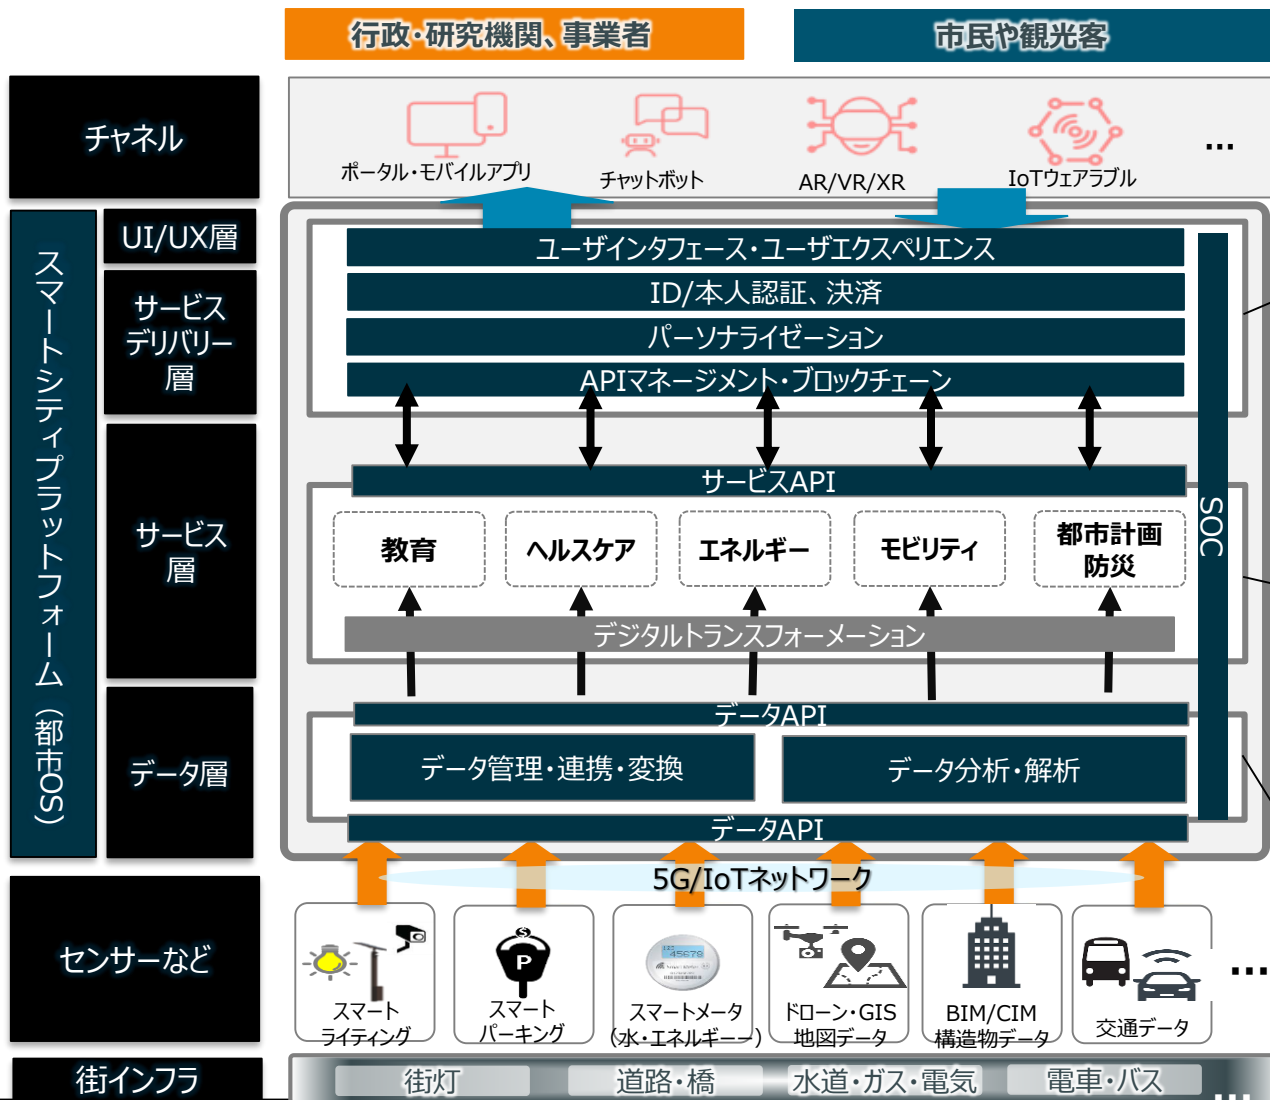 行政・研究機関、事業者
市民や観光客
チャネル
ポータル・モバイルアプリ
チャットボット
AR/VR/XR
IoTウェアラブル
…
スマートシティプラットフォーム（都市OS）
UI/UX層
ユーザインタフェース・ユーザエクスペリエンス
サービス
デリバリー
層
ID/本人認証、決済
パーソナライゼーション
APIマネージメント・ブロックチェーン
SOC
サービス
層
サービスAPI
教育
ヘルスケア
エネルギー
モビリティ
都市計画
防災
デジタルトランスフォーメーション
データ層
データAPI
データ管理・連携・変換
データ分析・解析
データAPI
5G/IoTネットワーク
センサーなど
スマート
ライティング
P
S
スマート
パーキング
45678
スマートメータ
（水・エネルギーー）
ドローン・GIS
地図データ
BIM/CIM
構造物データ
交通データ
…
街インフラ
街灯
道路・橋
水道・ガス・電気
電車・バス
…